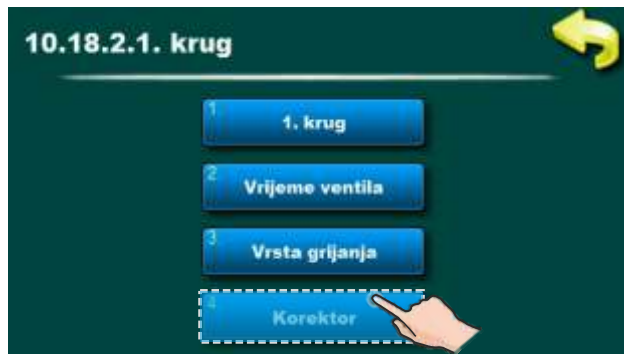 10.18.2.1. krug
1
1. krug
2
Vrijeme ventila
3
Vrsta grijanja
4
Korektor